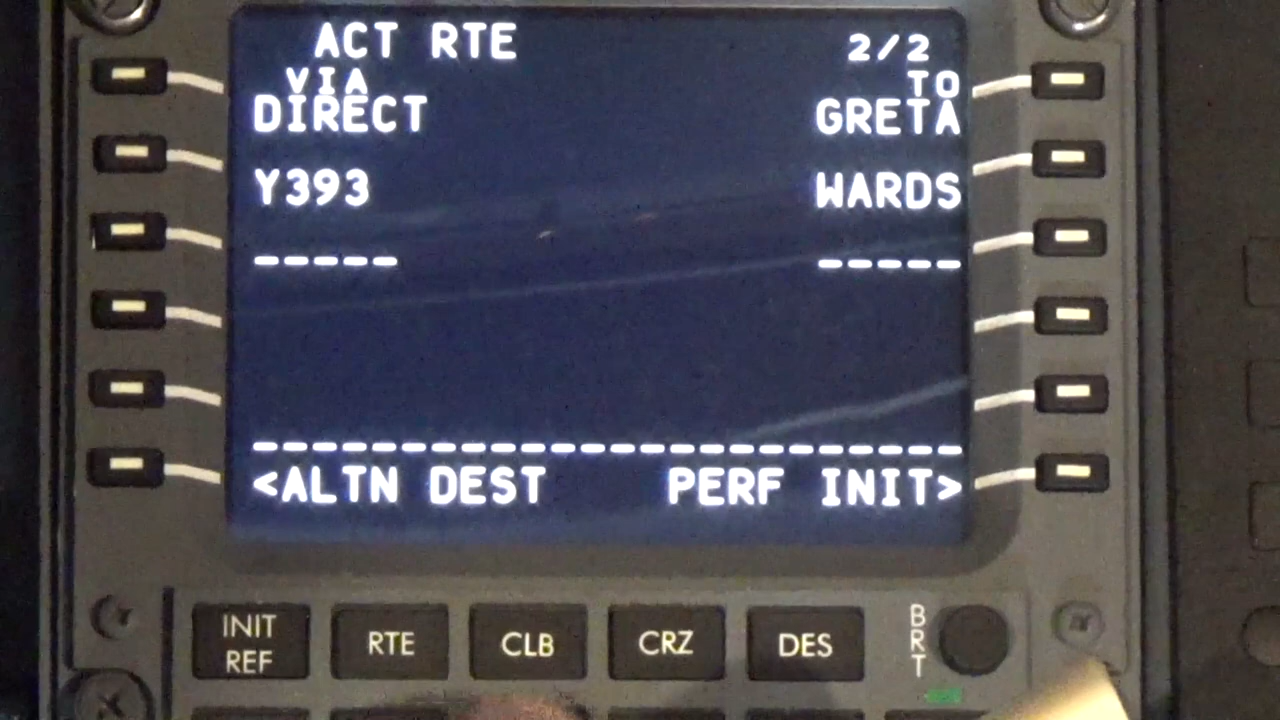 ACT RTE 2/2
VIA TO
DIRECT GRETA
Y393 WARDS
----- -----
------------------------
<ALTN DEST PERF INIT>
INIT REF RTE CLB CRZ DES BRT